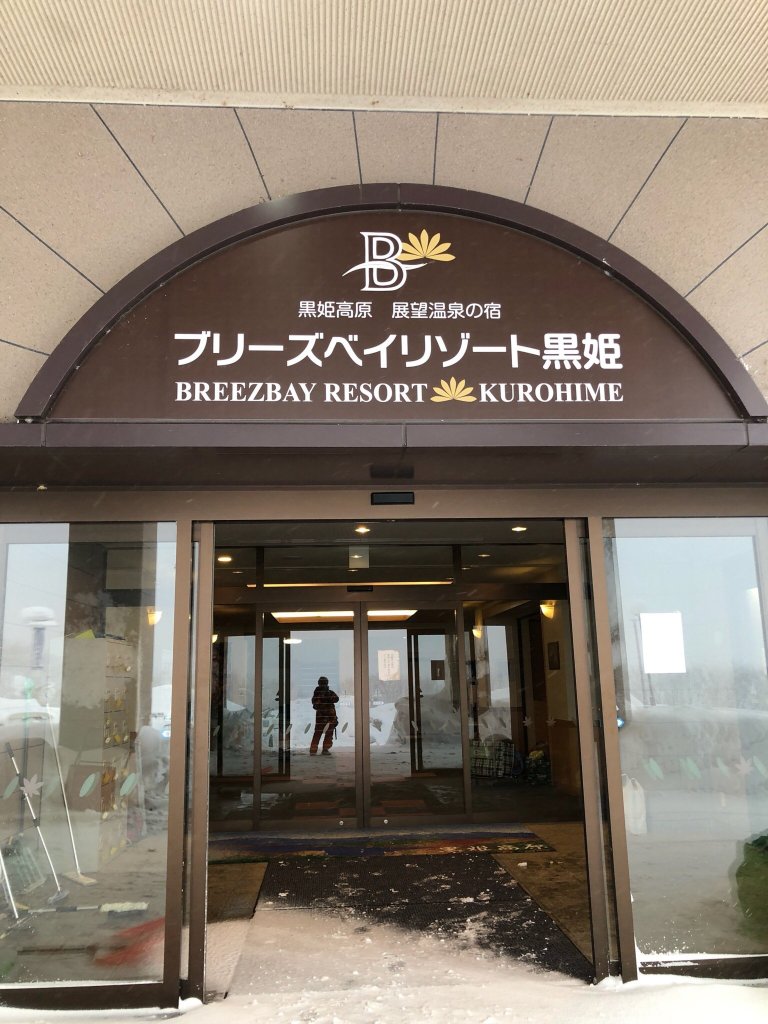 B
黒姫高原　展望温泉の宿
ブリーズベイリゾート黒姫
BREEZBAY RESORT KUROHIME